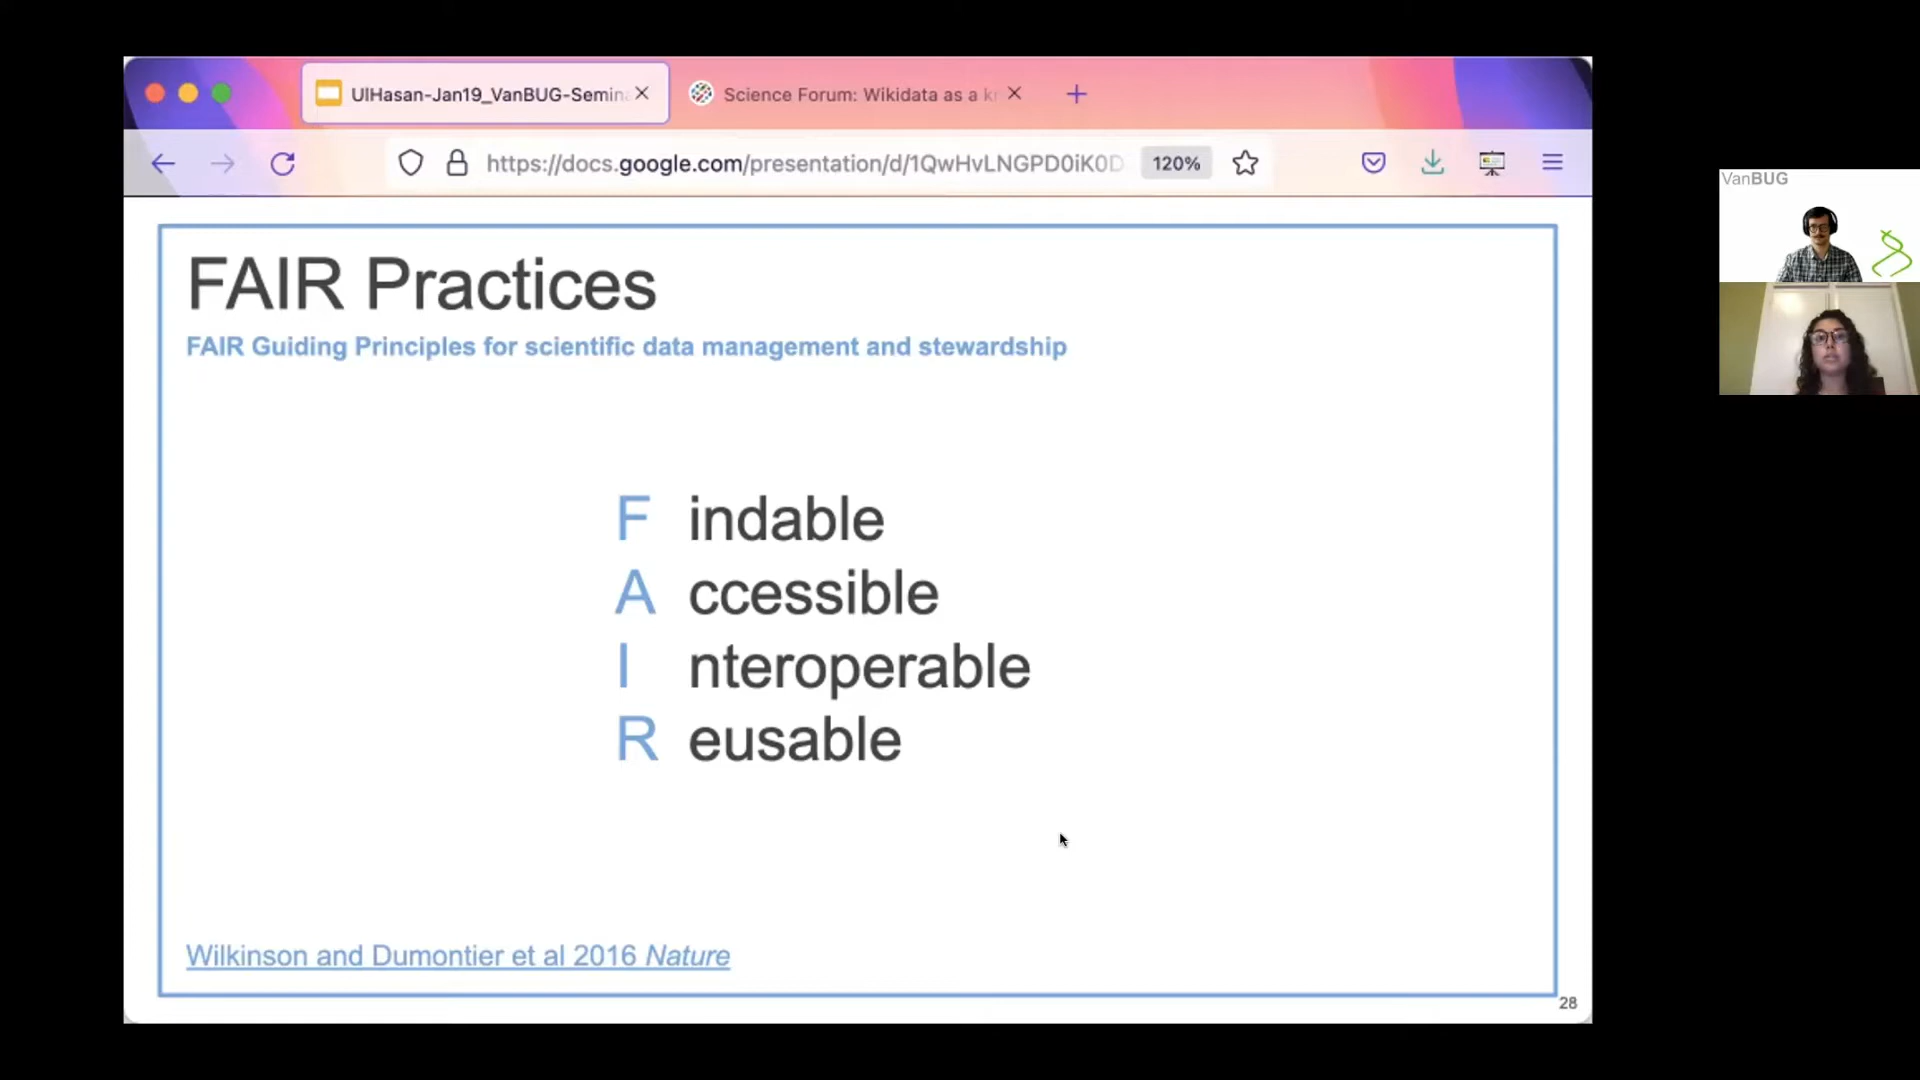 UlHasan-Jan19_VanBUG-Semina
Science Forum: Wikidata as a k
https://docs.google.com/presentation/d/1QwHvLNGPD0iK0D
120%
VanBUG
FAIR Practices
FAIR Guiding Principles for scientific data management and stewardship
F indable
A ccessible
I nteroperable
R eusable
Wilkinson and Dumontier et al 2016 Nature
28